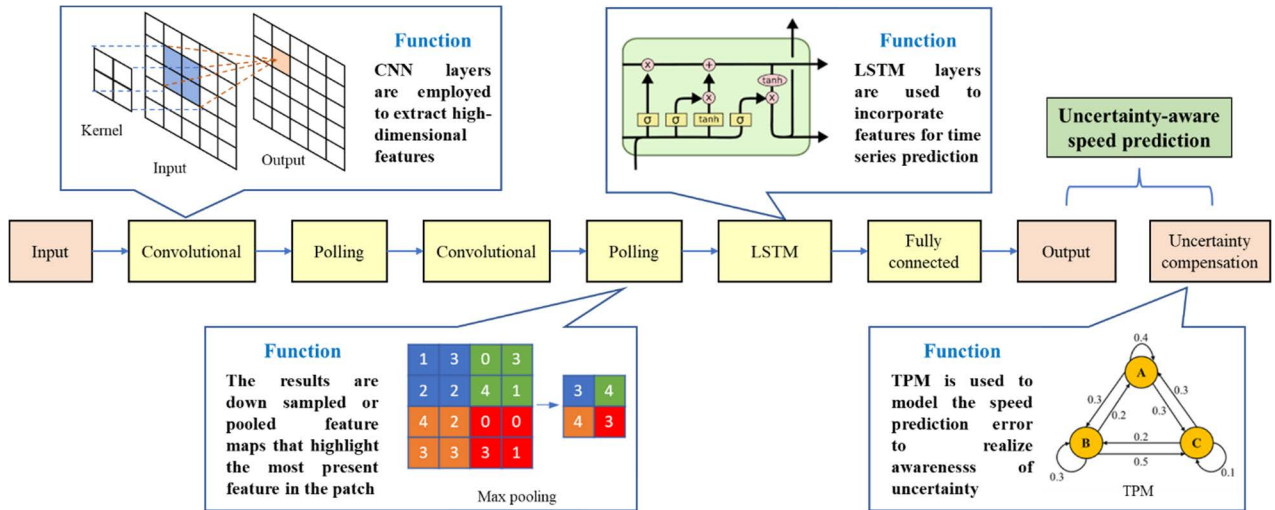 Function
CNN layers
are employed
to extract high-
dimensional
features
Kernel
Input
Output
Function
LSTM layers
are used to
incorporate
features for time
series prediction
x
+
tanh
x
x
σ
σ
tanh
σ
Uncertainty-aware
speed prediction
Input
Convolutional
Polling
Convolutional
Polling
LSTM
Fully
connected
Output
Uncertainty
compensation
Function
The results are
down sampled or
pooled feature
maps that highlight
the most present
feature in the patch
1 3 0 3
2 2 4 1
4 2 0 0
3 3 3 1
3 4
4 3
Max pooling
Function
TPM is used to
model the speed
prediction error
to realize
awarenesss of
uncertainty
0.4
A
0.3
0.2
0.3
0.3
B
0.2
C
0.5
0.3
0.1
TPM